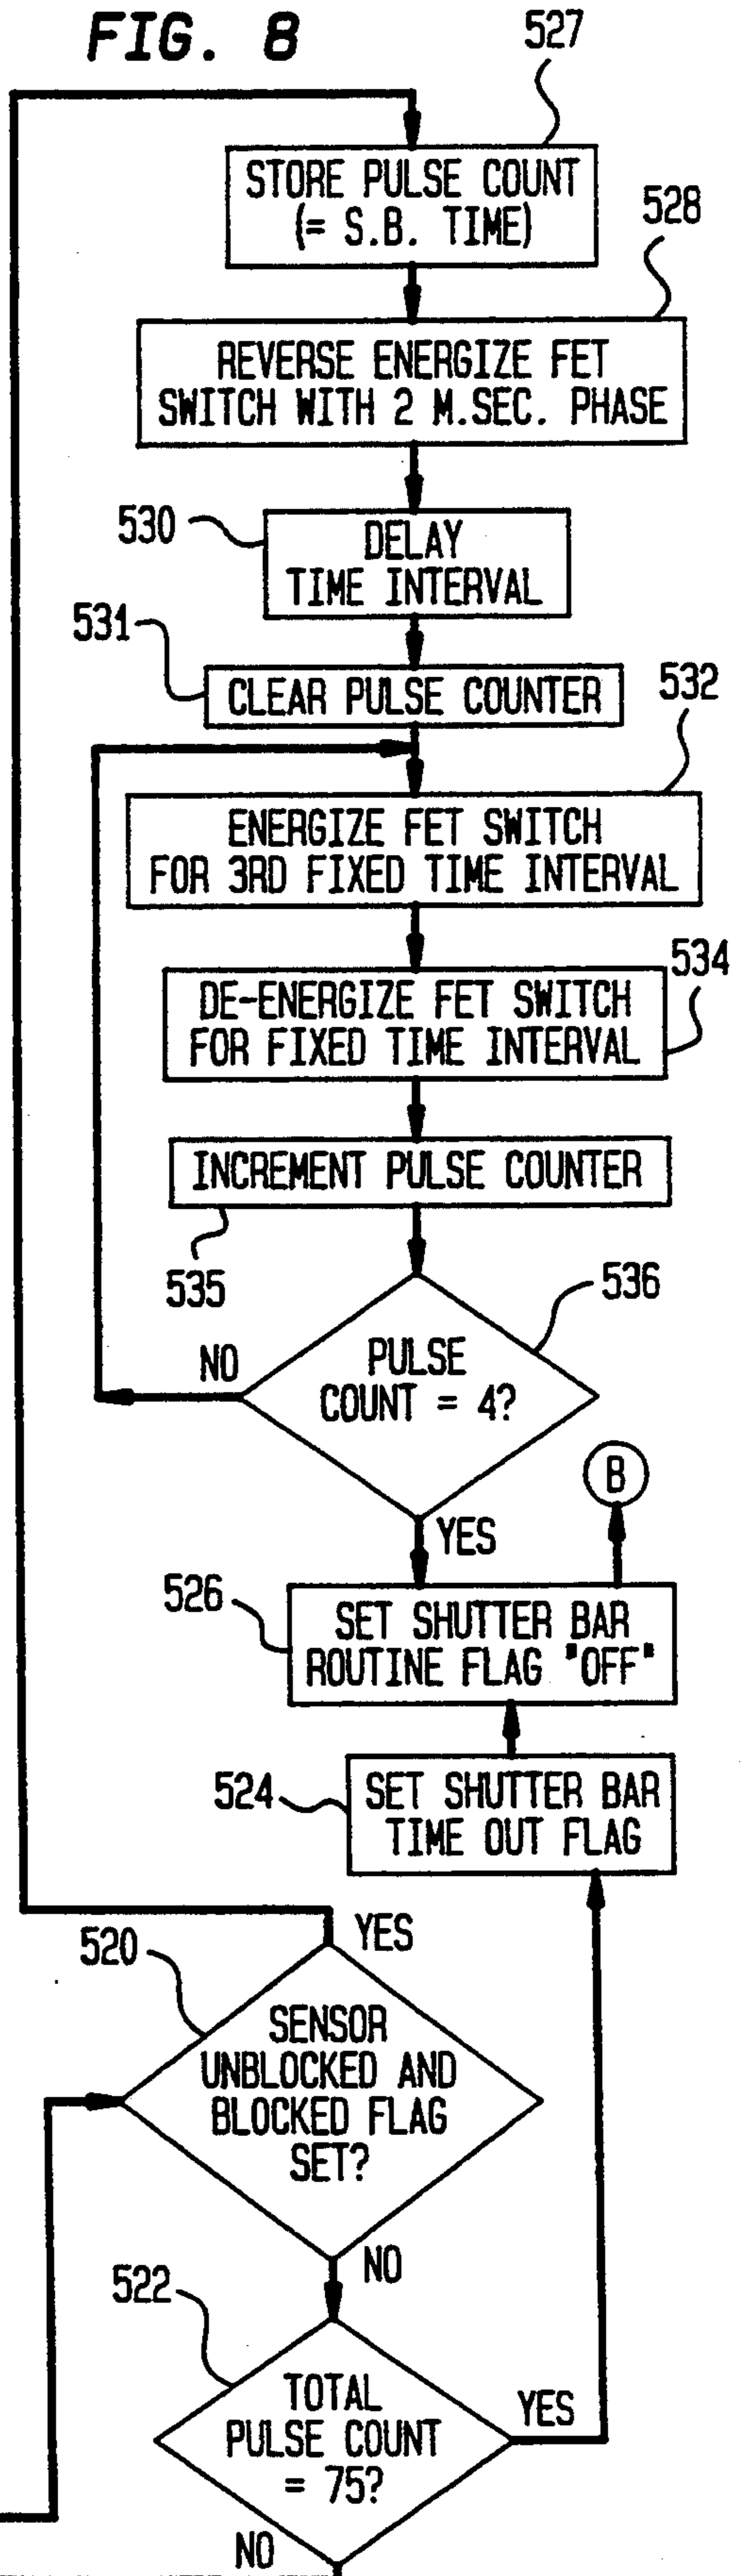 FIG. 8
527
STORE PULSE COUNT
(= S.B. TIME)
528
REVERSE ENERGIZE FET
SWITCH WITH 2 M.SEC. PHASE
530
DELAY
TIME INTERVAL
531
CLEAR PULSE COUNTER
532
ENERGIZE FET SWITCH
FOR 3RD FIXED TIME INTERVAL
534
DE-ENERGIZE FET SWITCH
FOR FIXED TIME INTERVAL
INCREMENT PULSE COUNTER
535
536
PULSE
COUNT = 4?
NO
B
YES
526
SET SHUTTER BAR
ROUTINE FLAG "OFF"
524
SET SHUTTER BAR
TIME OUT FLAG
YES
520
SENSOR
UNBLOCKED AND
BLOCKED FLAG
SET?
NO
522
TOTAL
PULSE COUNT
= 75?
YES
NO